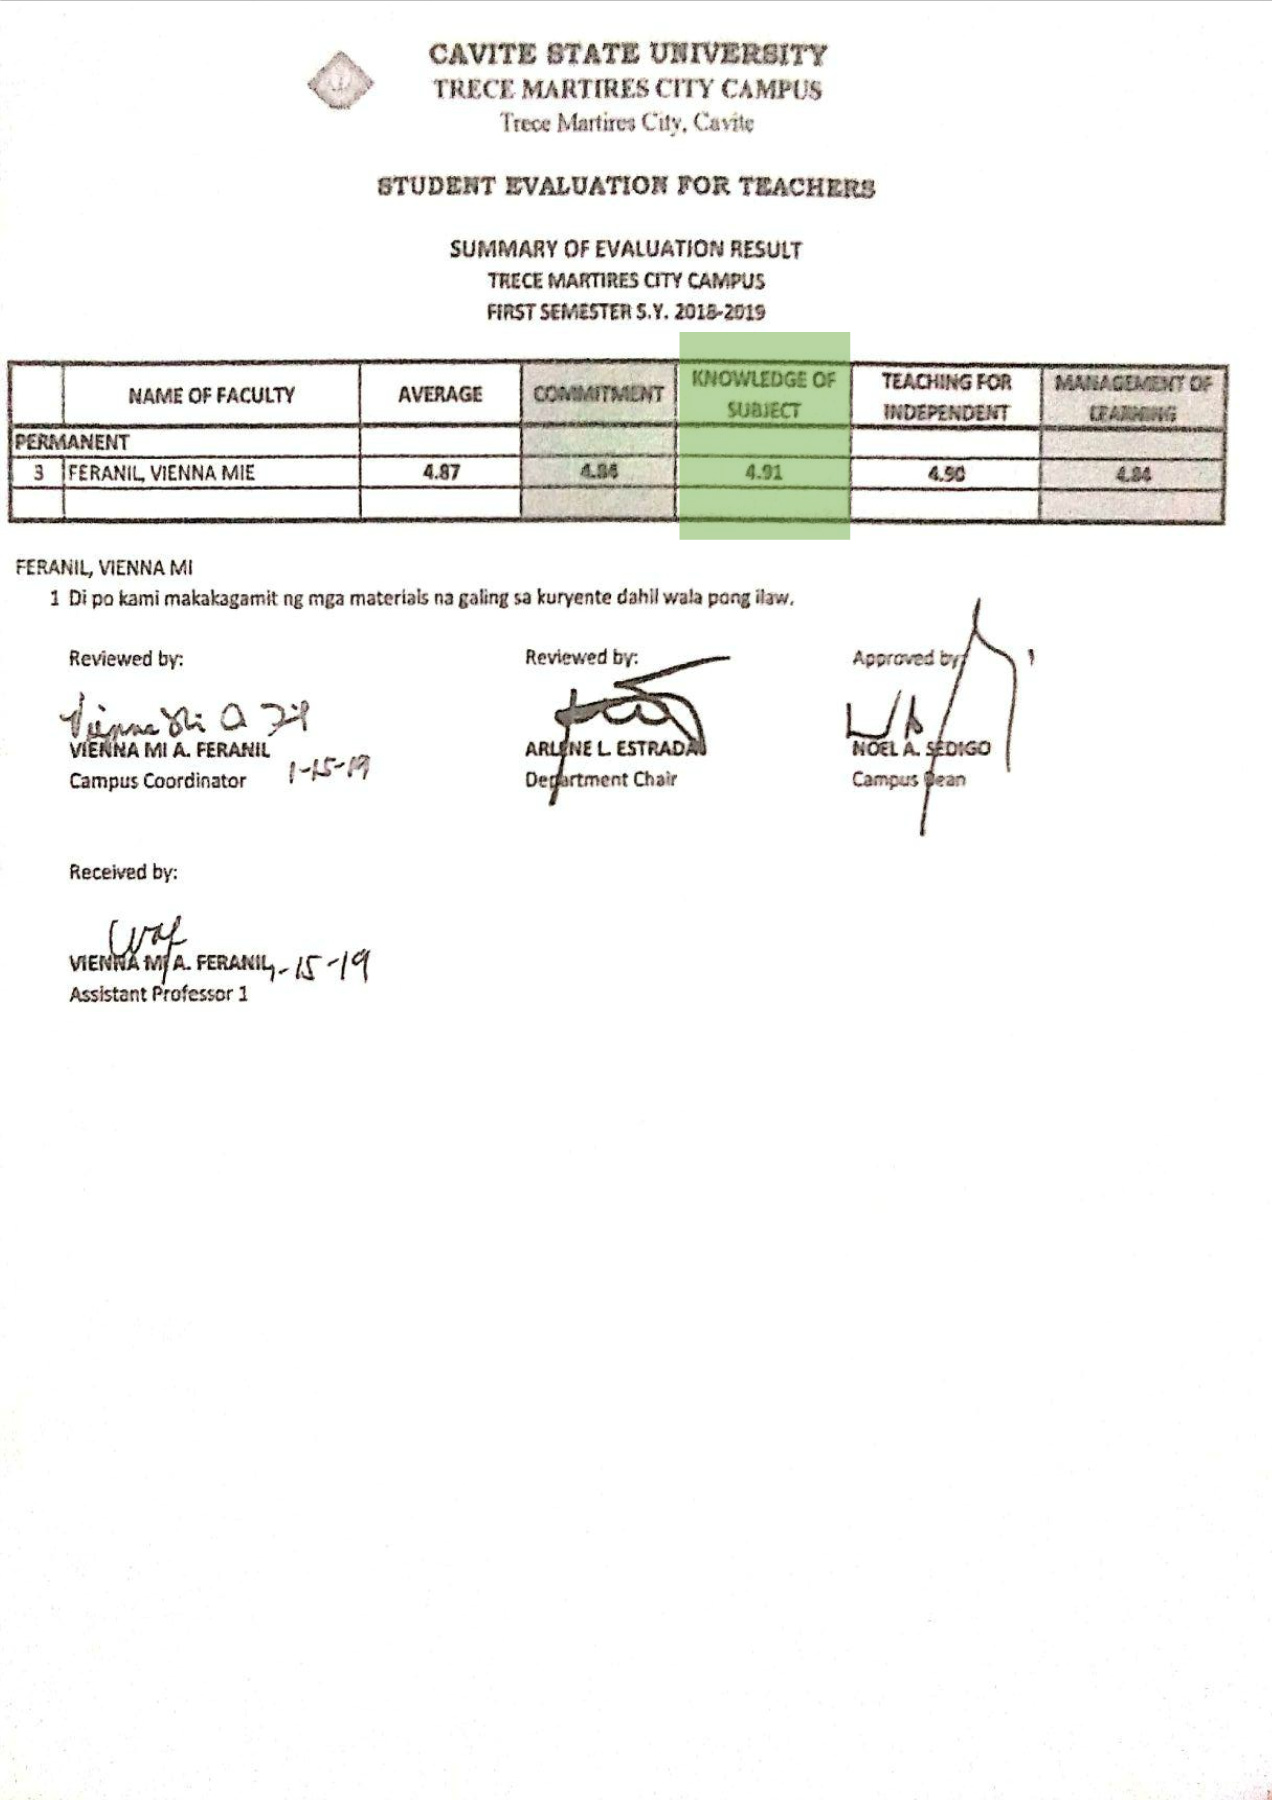 CAVITE STATE UNIVERSITY
TRECE MARTIRES CITY CAMPUS
Trece Martires City, Cavite
STUDENT EVALUATION FOR TEACHERS
SUMMARY OF EVALUATION RESULT
TRECE MARTIRES CITY CAMPUS
FIRST SEMESTER S.Y. 2018-2019
NAME OF FACULTY AVERAGE COMMITMENT KNOWLEDGE OF SUBJECT TEACHING FOR INDEPENDENT MANAGEMENT OF LEARNING
PERMANENT
3 FERANIL, VIENNA MIE 4.87 4.91 4.90 4.84
FERANIL, VIENNA MI
1 Di po kami makakagamit ng mga materials na galing sa kuryente dahil wala pong ilaw.
Reviewed by: Reviewed by: Approved by:
VIENNA MI A. FERANIL ARLENE L. ESTRADA NOEL A. SEDIGO
Campus Coordinator 1-15-19 Department Chair Campus Dean
Received by:
VIENNA MI A. FERANIL 1-15-19
Assistant Professor 1